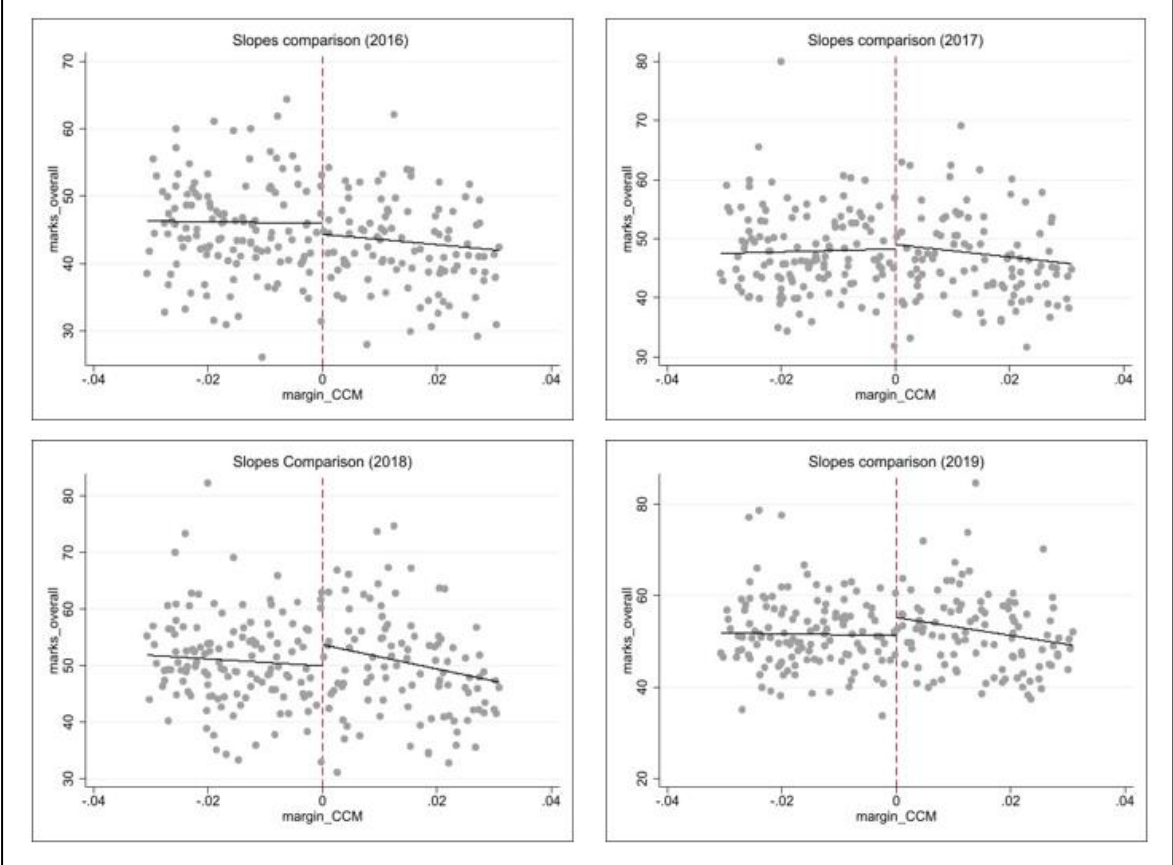 Slopes comparison (2016)
70
60
50
40
30
marks_overall
-.04 -.02 0 .02 .04
margin_CCM
Slopes comparison (2017)
80
70
60
50
40
30
marks_overall
-.04 -.02 0 .02 .04
margin_CCM
Slopes Comparison (2018)
80
70
60
50
40
30
marks_overall
-.04 -.02 0 .02 .04
margin_CCM
Slopes comparison (2019)
80
60
40
20
marks_overall
-.04 -.02 0 .02 .04
margin_CCM